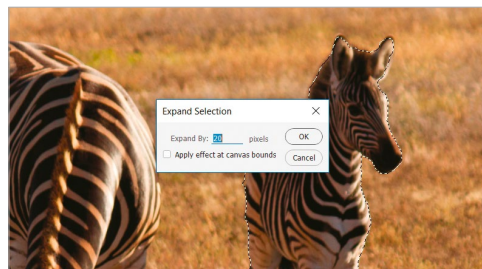 Expand Selection
Expand By: 20 pixels
OK
Apply effect at canvas bounds
Cancel